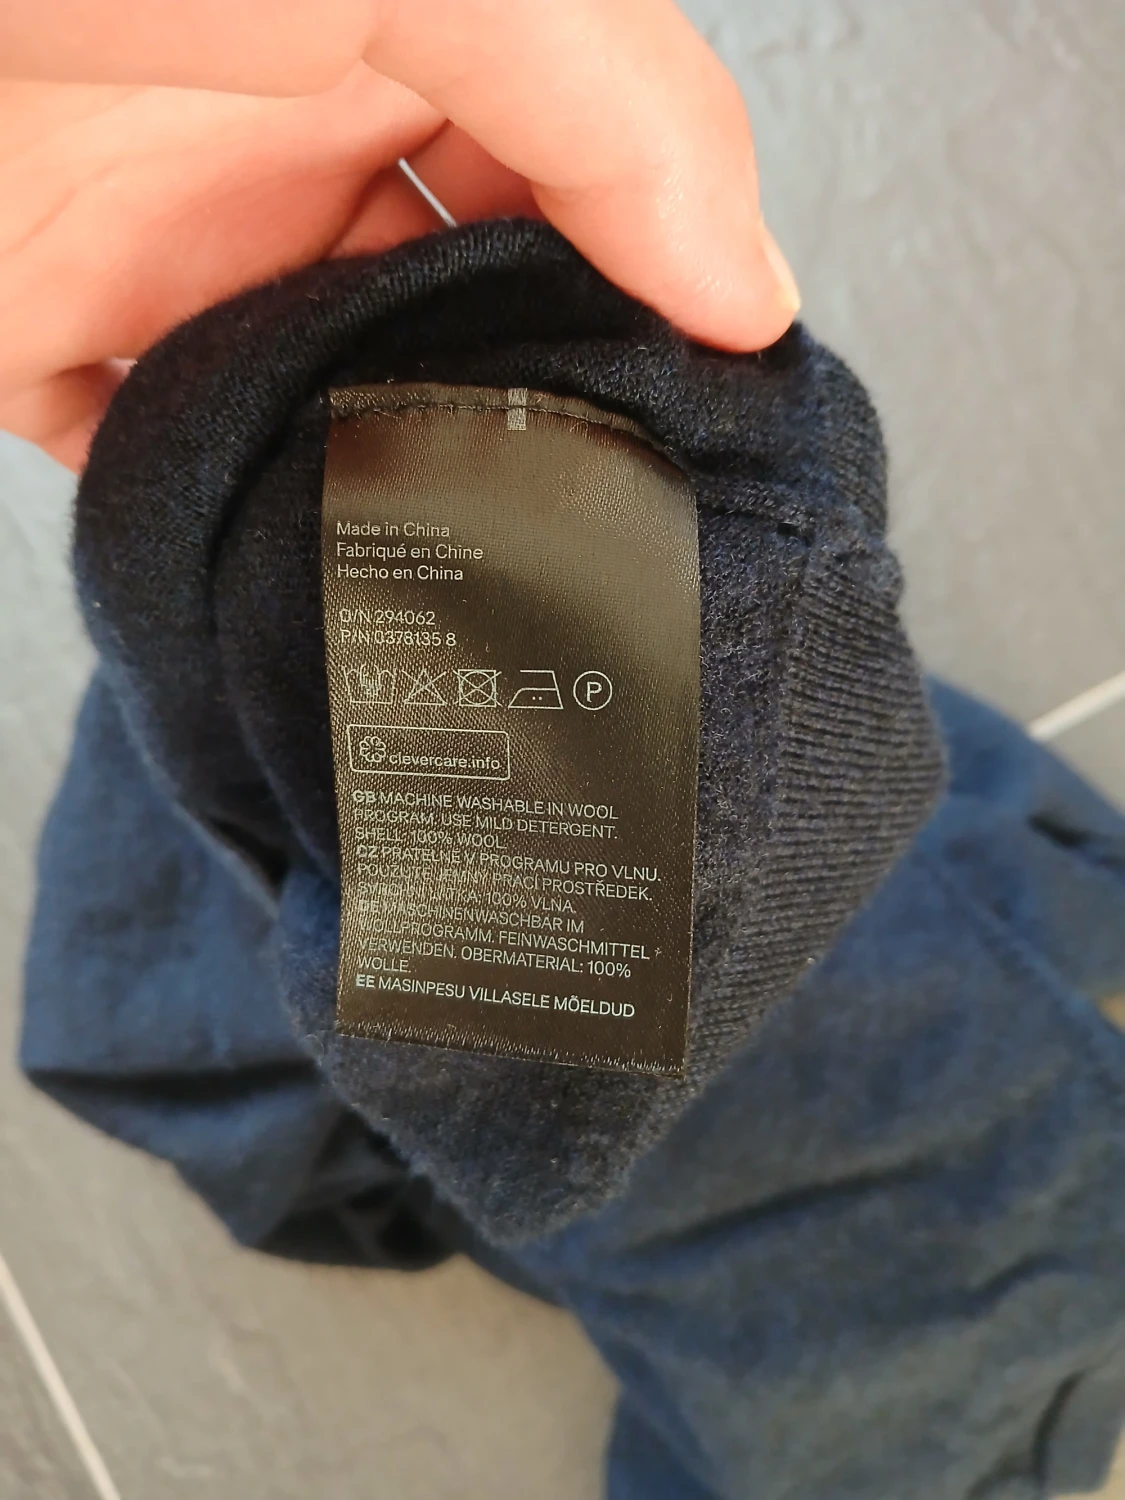 Made in China
Fabriqué en Chine
Hecho en China
O/N 294062
P/N 0378135 8
P
clevercare.info
GB MACHINE WASHABLE IN WOOL
PROGRAM. USE MILD DETERGENT.
SHELL: 100% WOOL
CZ PRATELNÉ V PROGRAMU PRO VLNU.
POUŽIJTE JEMNÝ PRACÍ PROSTŘEDEK.
100% VLNA.
DE MASCHINENWASCHBAR IM
WOLLPROGRAMM. FEINWASCHMITTEL
VERWENDEN. OBERMATERIAL: 100%
WOLLE.
EE MASINPESU VILLASELE MÕELDUD